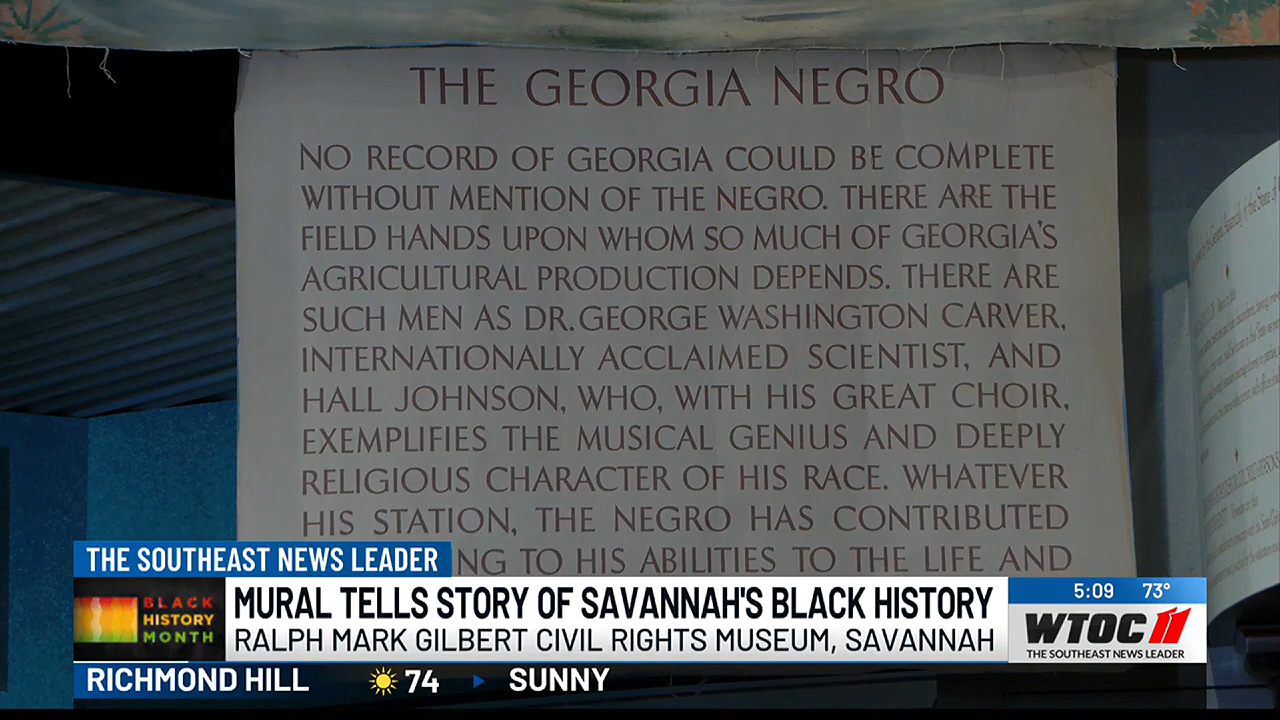 THE GEORGIA NEGRO
NO RECORD OF GEORGIA COULD BE COMPLETE
WITHOUT MENTION OF THE NEGRO. THERE ARE THE
FIELD HANDS UPON WHOM SO MUCH OF GEORGIA'S
AGRICULTURAL PRODUCTION DEPENDS. THERE ARE
SUCH MEN AS DR. GEORGE WASHINGTON CARVER,
INTERNATIONALLY ACCLAIMED SCIENTIST, AND
HALL JOHNSON, WHO, WITH HIS GREAT CHOIR,
EXEMPLIFIES THE MUSICAL GENIUS AND DEEPLY
RELIGIOUS CHARACTER OF HIS RACE. WHATEVER
HIS STATION, THE NEGRO HAS CONTRIBUTED
TO HIS ABILITIES TO THE LIFE AND
THE SOUTHEAST NEWS LEADER
BLACK
HISTORY
MONTH
MURAL TELLS STORY OF SAVANNAH'S BLACK HISTORY
RALPH MARK GILBERT CIVIL RIGHTS MUSEUM, SAVANNAH
5:09 73°
WTOC 11
THE SOUTHEAST NEWS LEADER
RICHMOND HILL 74 SUNNY